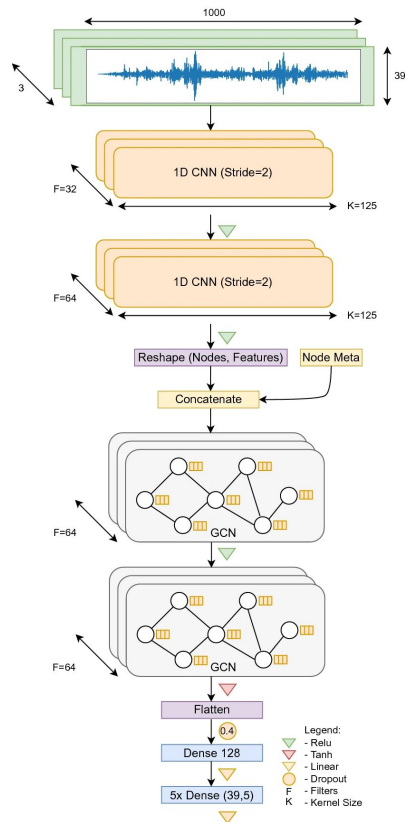 1000
3
39
1D CNN (Stride=2)
F=32
K=125
1D CNN (Stride=2)
F=64
K=125
Reshape (Nodes, Features)
Node Meta
Concatenate
GCN
F=64
GCN
F=64
Flatten
0.4
Dense 128
5x Dense (39,5)
Legend:
- Relu
- Tanh
- Linear
- Dropout
F - Filters
K - Kernel Size